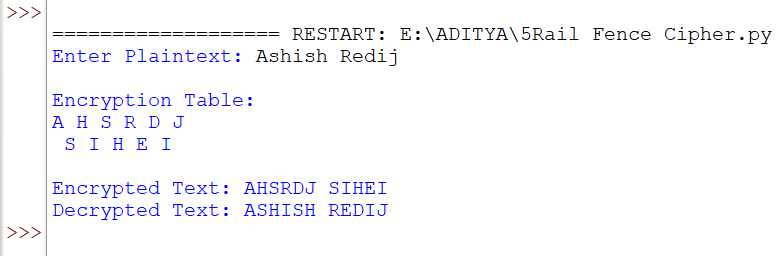 >>>
=================== RESTART: E:\ADITYA\5Rail Fence Cipher.py
Enter Plaintext: Ashish Redij
Encryption Table:
A H S R D J
 S I H E I
Encrypted Text: AHSRDJ SIHEI
Decrypted Text: ASHISH REDIJ
>>>